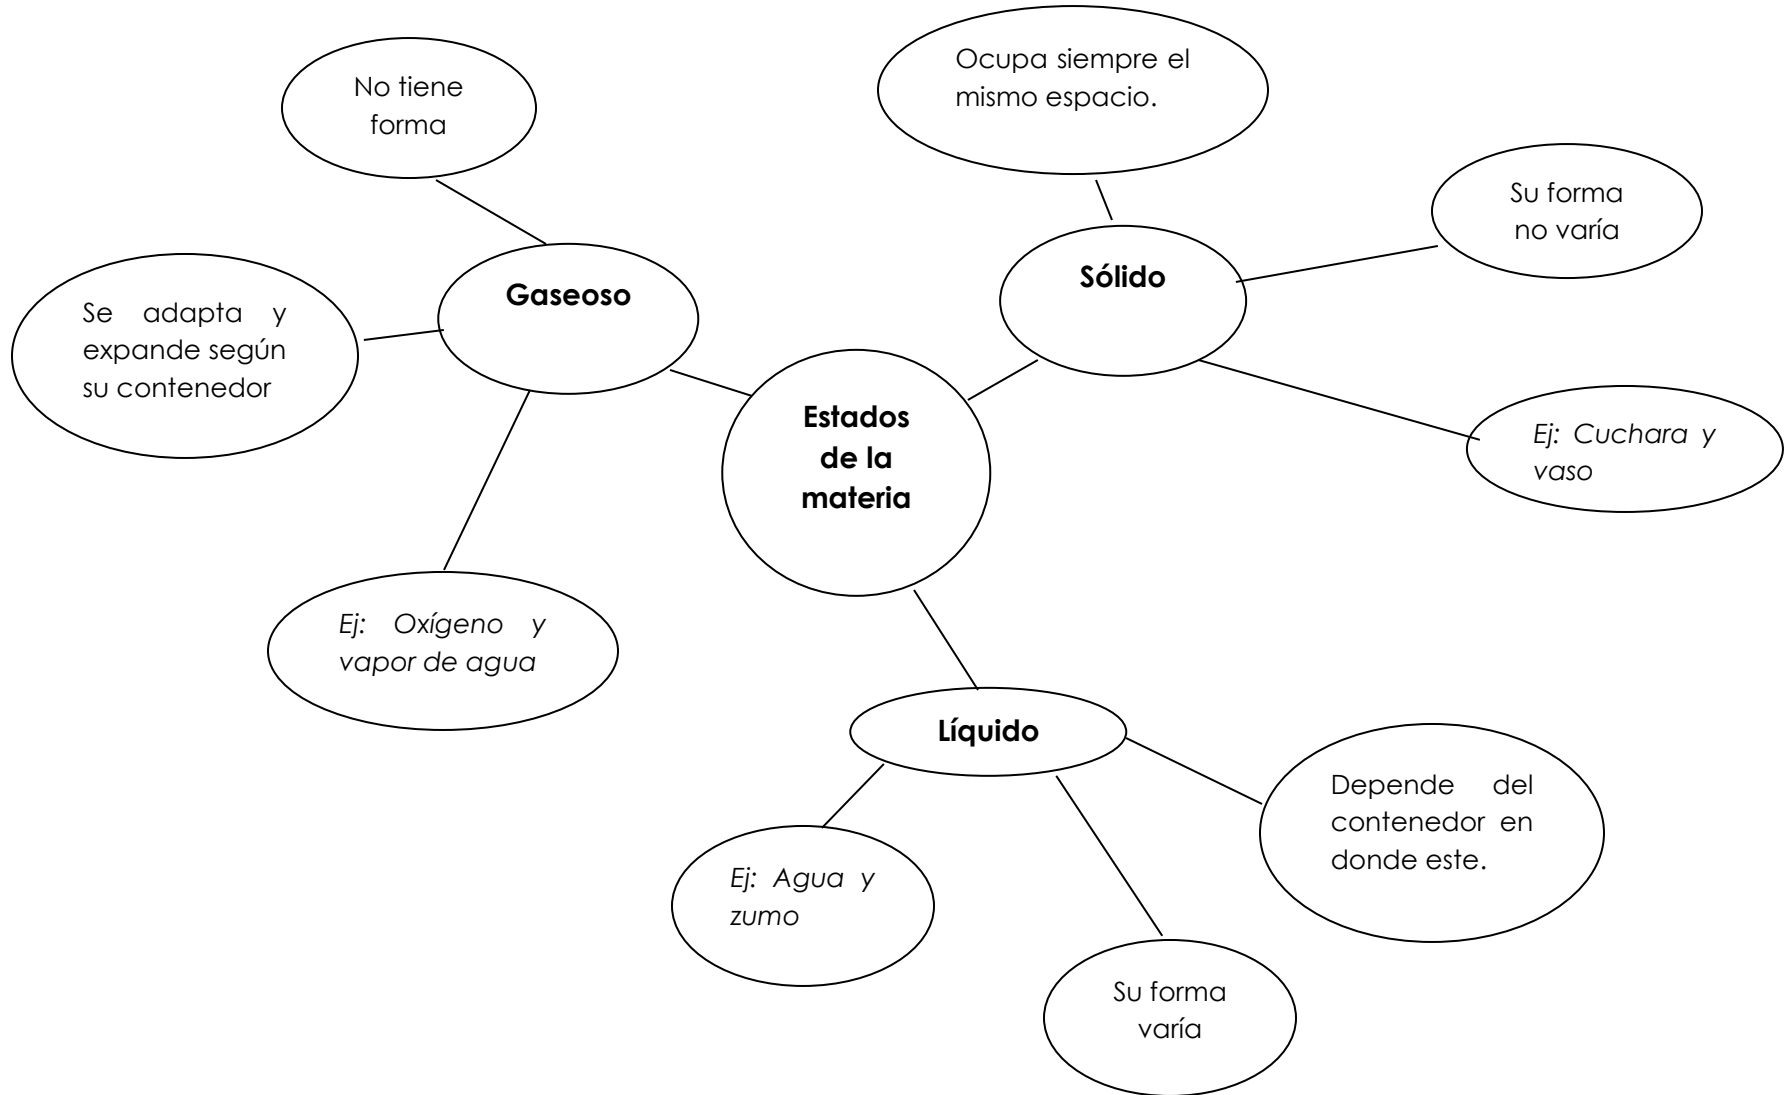 No tiene
forma
Ocupa siempre el
mismo espacio.
Su forma
no varía
Sólido
Gaseoso
Se adapta y
expande según
su contenedor
Estados
de la
materia
Ej: Cuchara y
vaso
Ej: Oxígeno y
vapor de agua
Líquido
Depende del
contenedor en
donde este.
Ej: Agua y
zumo
Su forma
varía